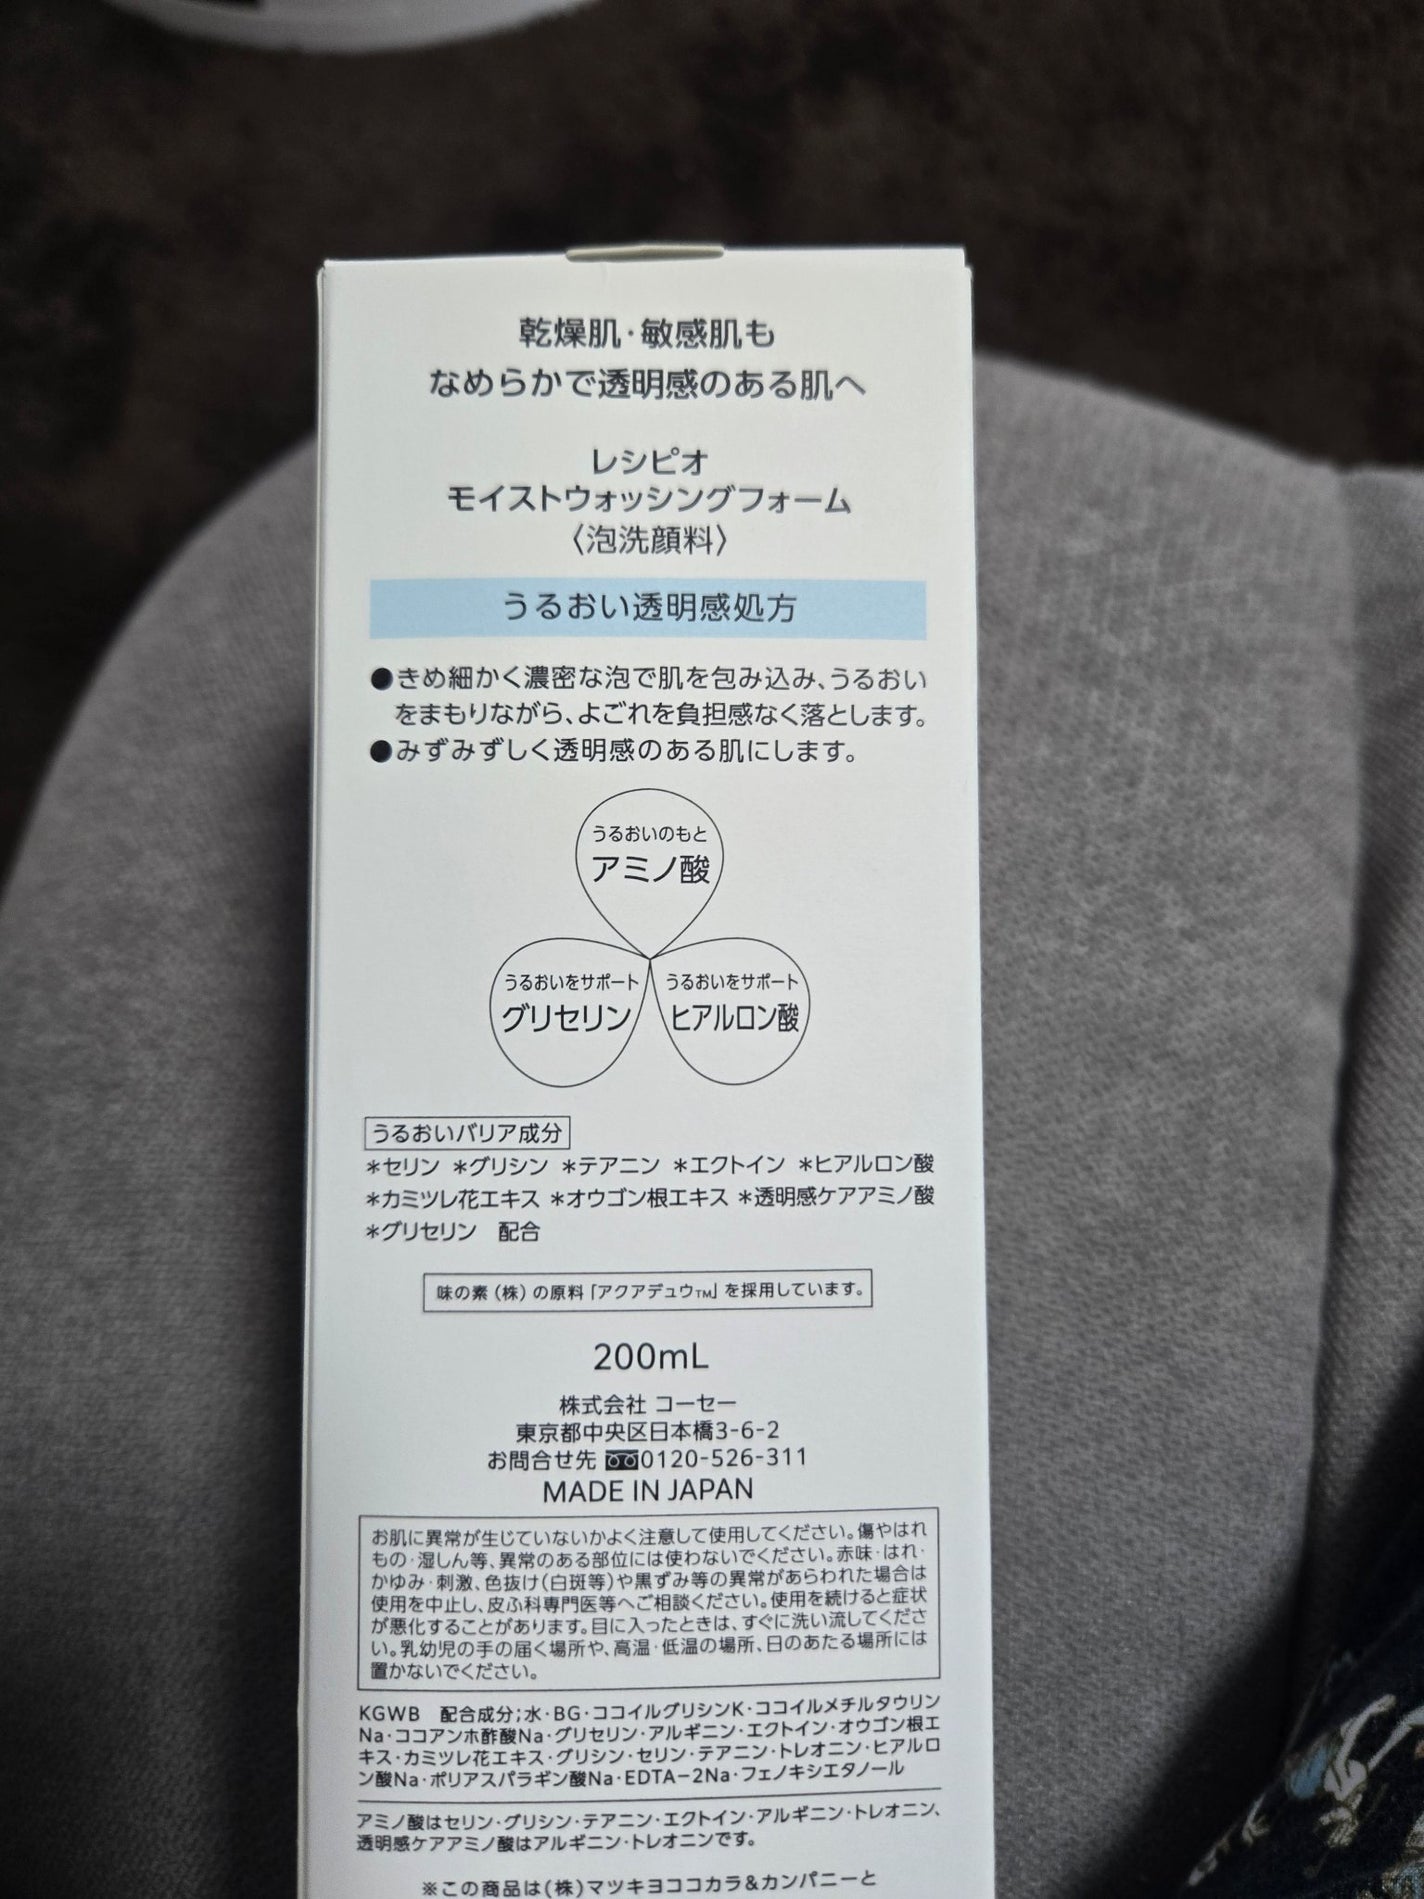 乾燥肌・敏感肌も
なめらかで透明感のある肌へ
レシピオ
モイストウォッシングフォーム
〈泡洗顔料〉
うるおい透明感処方
●きめ細かく濃密な泡で肌を包み込み、うるおい
をまもりながら、よごれを負担感なく落とします。
●みずみずしく透明感のある肌にします。
うるおいのもと
アミノ酸
うるおいをサポート
グリセリン
うるおいをサポート
ヒアルロン酸
うるおいバリア成分
＊セリン ＊グリシン ＊テアニン ＊エクトイン ＊ヒアルロン酸
＊カミツレ花エキス ＊オウゴン根エキス ＊透明感ケアアミノ酸
＊グリセリン　配合
味の素（株）の原料「アクアデュウ™」を採用しています。
200mL
株式会社 コーセー
東京都中央区日本橋3-6-2
お問合せ先 0120-526-311
MADE IN JAPAN
お肌に異常が生じていないかよく注意して使用してください。傷やはれ
もの・湿しん等、異常のある部位には使わないでください。赤味・はれ・
かゆみ・刺激、色抜け（白斑等）や黒ずみ等の異常があらわれた場合は
使用を中止し、皮ふ科専門医等へご相談ください。使用を続けると症状
が悪化することがあります。目に入ったときは、すぐに洗い流してくださ
い。乳幼児の手の届く場所や、高温・低温の場所、日のあたる場所には
置かないでください。
KGWB　配合成分；水・BG・ココイルグリシンK・ココイルメチルタウリン
Na・ココアンホ酢酸Na・グリセリン・アルギニン・エクトイン・オウゴン根エ
キス・カミツレ花エキス・グリシン・セリン・テアニン・トレオニン・ヒアルロ
ン酸Na・ポリアスパラギン酸Na・EDTA−2Na・フェノキシエタノール
アミノ酸はセリン・グリシン・テアニン・エクトイン・アルギニン・トレオニン、
透明感ケアアミノ酸はアルギニン・トレオニンです。
※この商品は（株）マツキヨココカラ＆カンパニーと